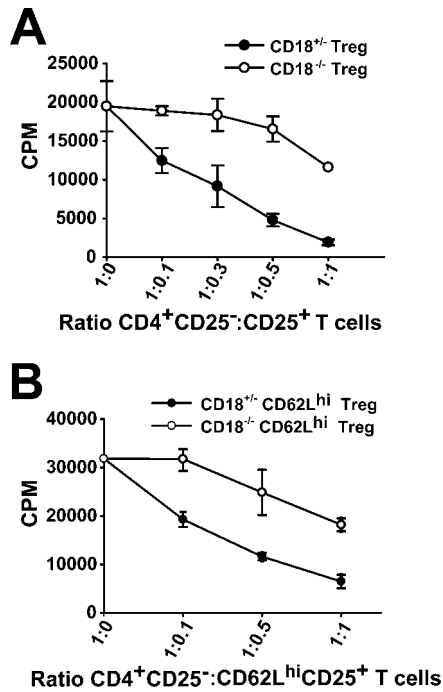 A
CD18+/- Treg
CD18-/- Treg
25000
20000
15000
10000
5000
0
CPM
1:0
1:0.1
1:0.3
1:0.5
1:1
Ratio CD4+CD25-:CD25+ T cells
B
CD18+/- CD62Lhi Treg
CD18-/- CD62Lhi Treg
40000
30000
20000
10000
0
CPM
1:0
1:0.1
1:0.5
1:1
Ratio CD4+CD25-:CD62LhiCD25+ T cells